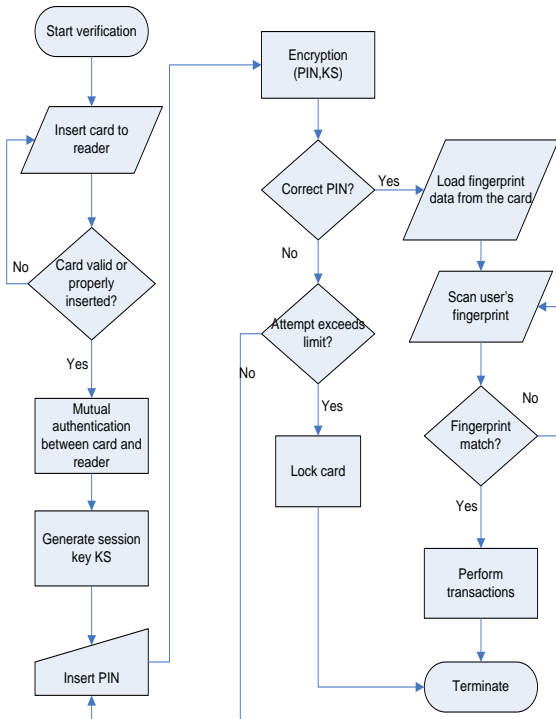 Start verification
Insert card to
reader
No
Card valid or
properly
inserted?
Yes
Mutual
authentication
between card and
reader
Generate session
key KS
Insert PIN
Encryption
(PIN,KS)
Correct PIN?
Yes
No
Attempt exceeds
limit?
No
Yes
Lock card
Load fingerprint
data from the card
Scan user's
fingerprint
No
Fingerprint
match?
Yes
Perform
transactions
Terminate